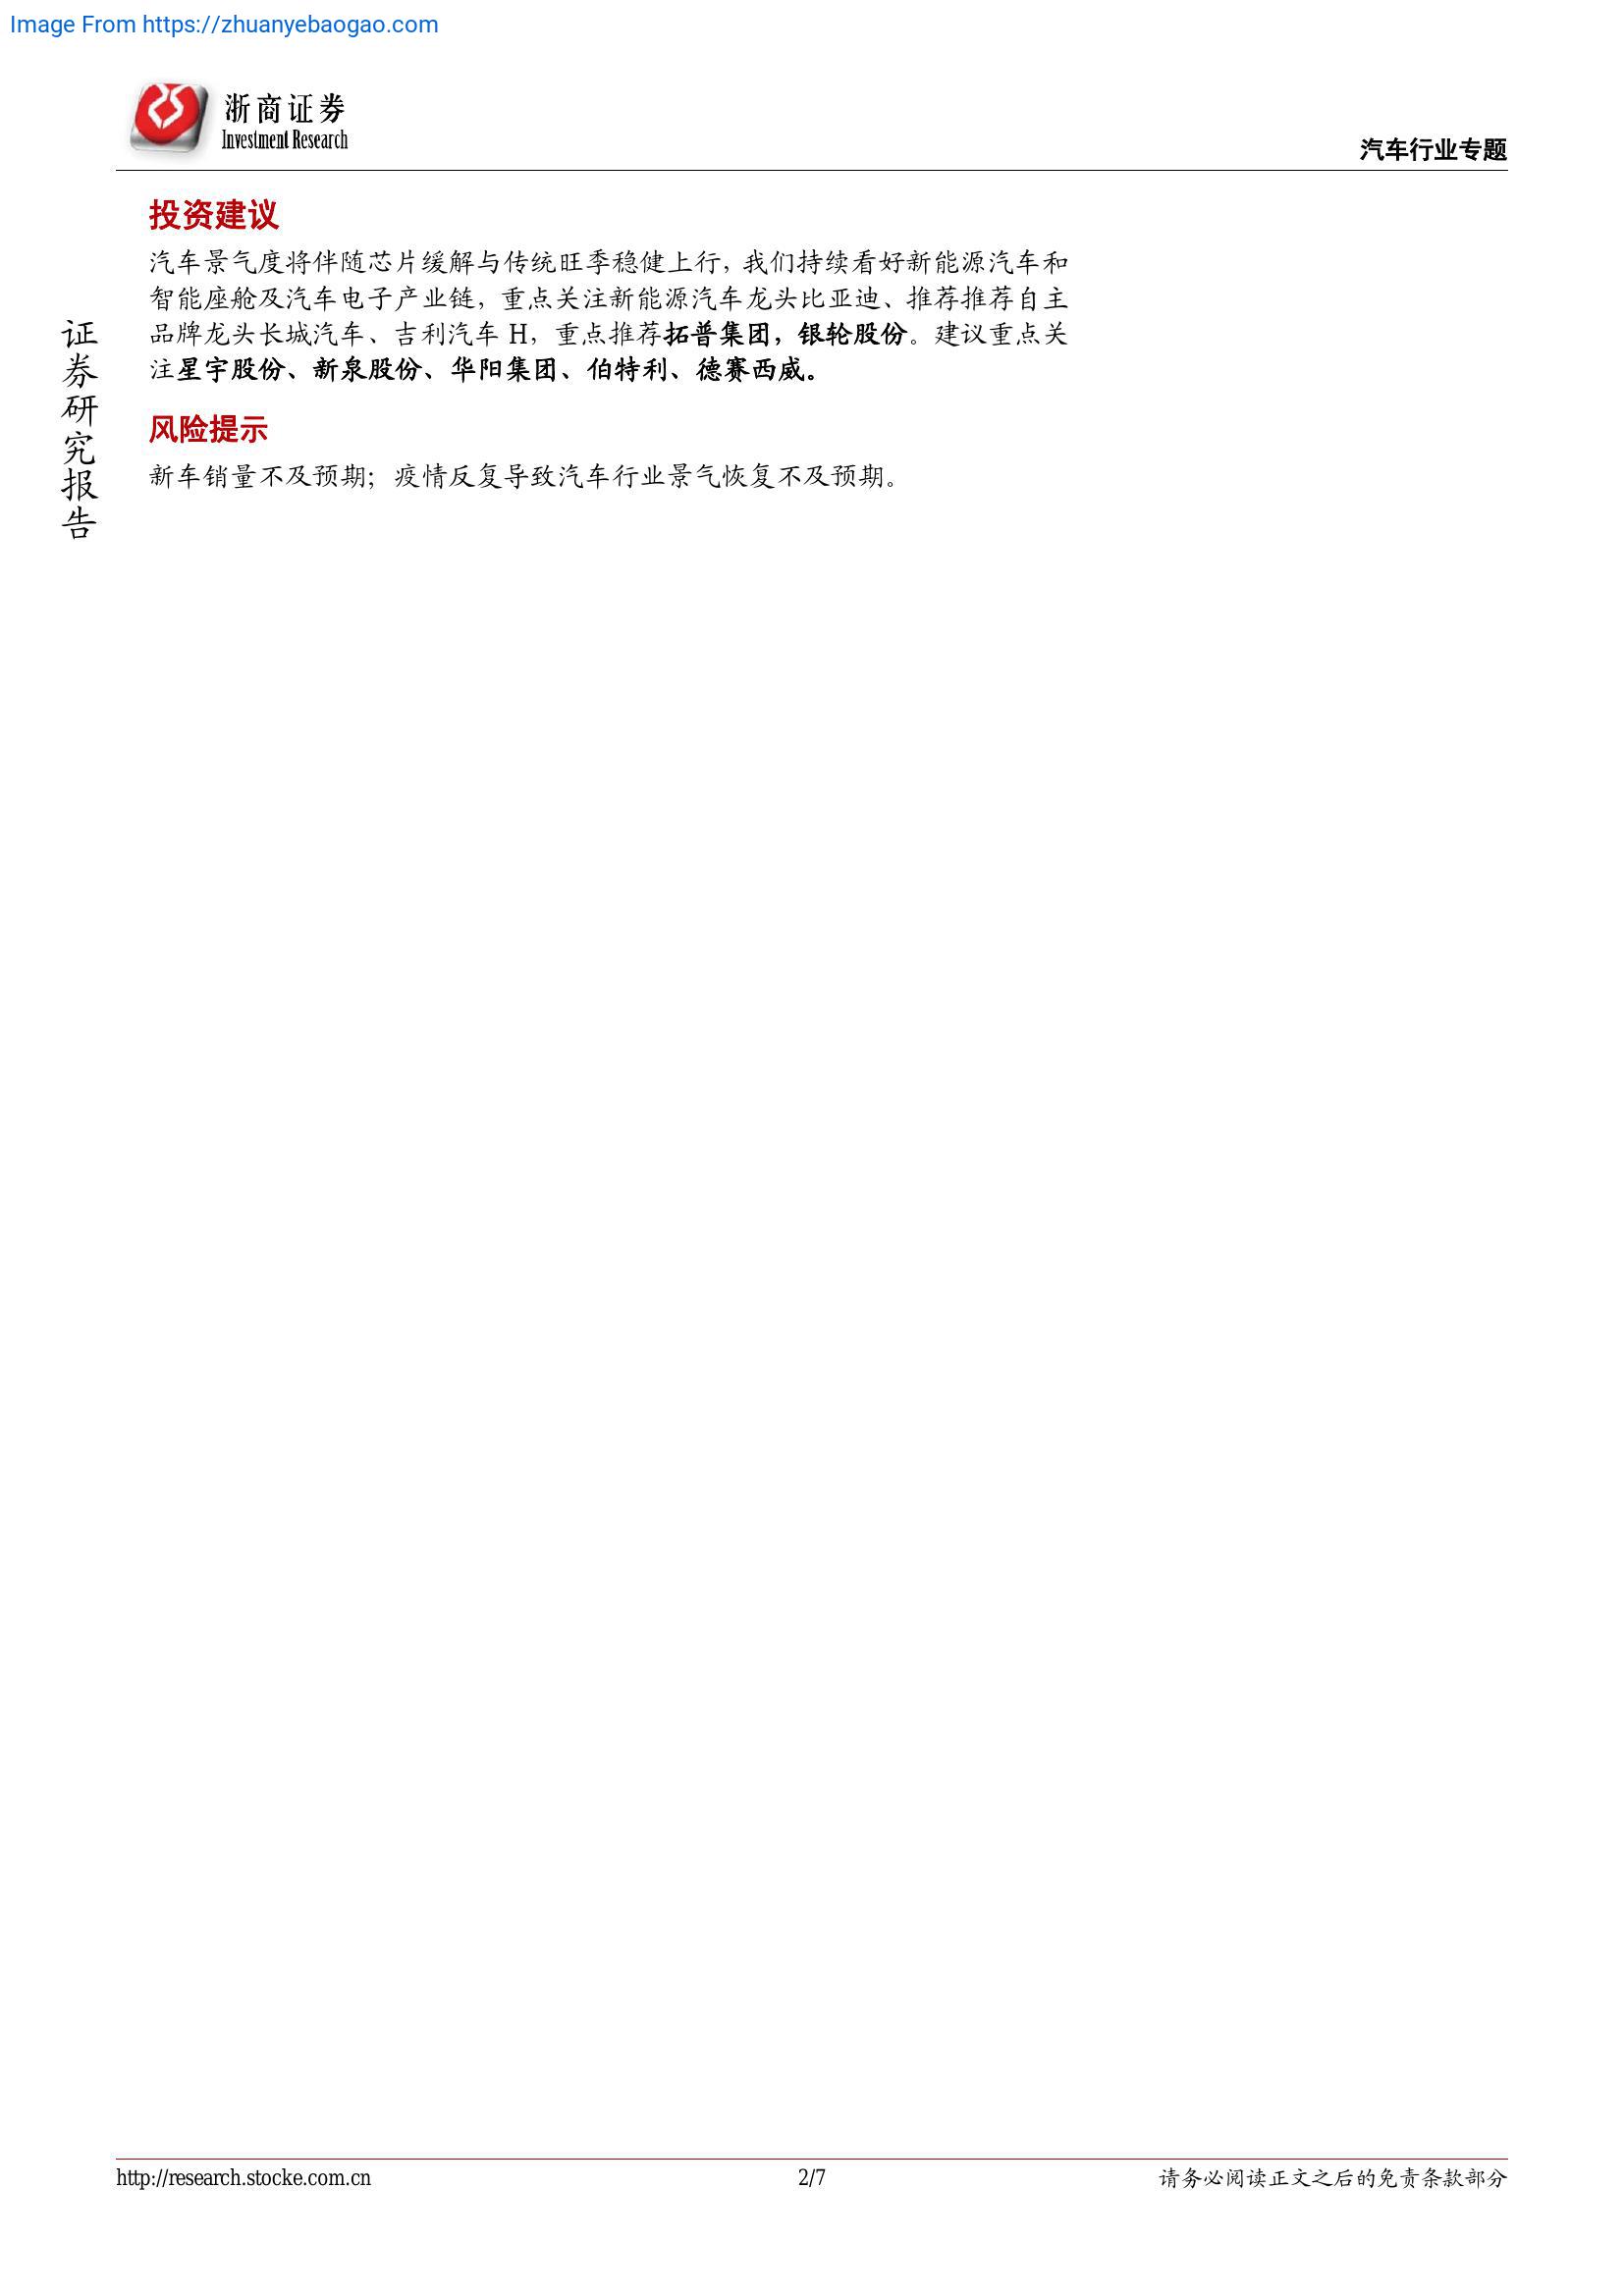 Image From https://zhuanyebaogao.com
浙商证券
Investment Research
汽车行业专题
投资建议
汽车景气度将伴随芯片缓解与传统旺季稳健上行，我们持续看好新能源汽车和
智能座舱及汽车电子产业链，重点关注新能源汽车龙头比亚迪、推荐推荐自主
品牌龙头长城汽车、吉利汽车 H，重点推荐拓普集团，银轮股份。建议重点关
注星宇股份、新泉股份、华阳集团、伯特利、德赛西威。
证券研究报告
风险提示
新车销量不及预期；疫情反复导致汽车行业景气恢复不及预期。
http://research.stocke.com.cn
2/7
请务必阅读正文之后的免责条款部分